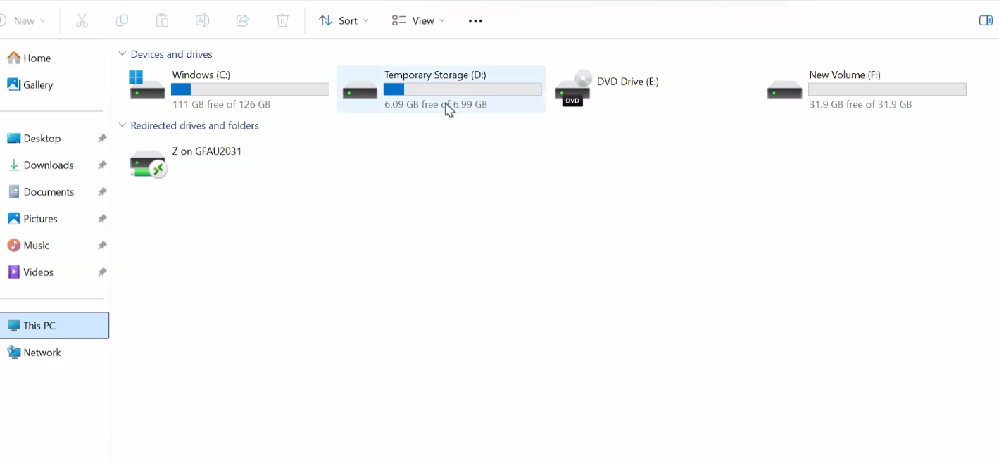 New
Sort
View
Home
Gallery
Desktop
Downloads
Documents
Pictures
Music
Videos
This PC
Network
Devices and drives
Windows (C:)
111 GB free of 126 GB
Temporary Storage (D:)
6.09 GB free of 6.99 GB
DVD Drive (E:)
DVD
New Volume (F:)
31.9 GB free of 31.9 GB
Redirected drives and folders
Z on GFAU2031